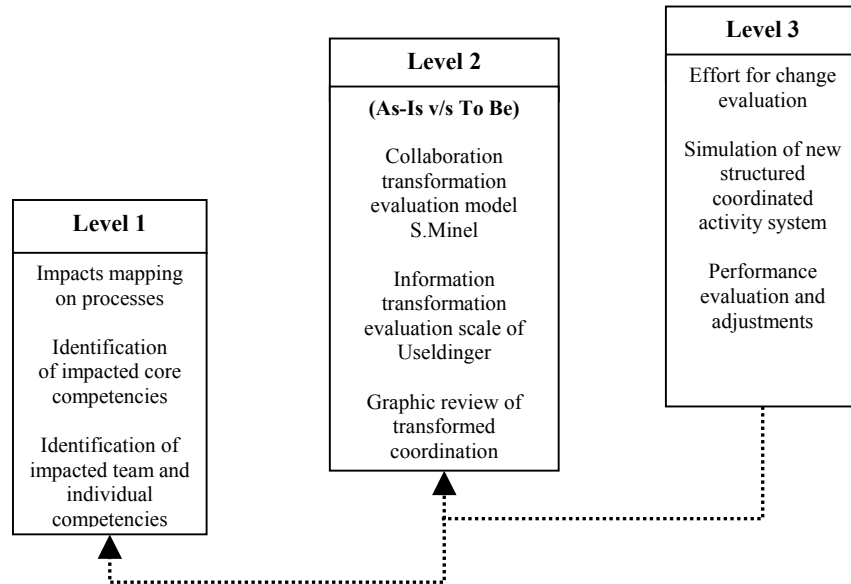 Level 1
Impacts mapping
on processes
Identification
of impacted core
competencies
Identification of
impacted team and
individual
competencies
Level 2
(As-Is v/s To Be)
Collaboration
transformation
evaluation model
S.Minel
Information
transformation
evaluation scale of
Useldinger
Graphic review of
transformed
coordination
Level 3
Effort for change
evaluation
Simulation of new
structured
coordinated
activity system
Performance
evaluation and
adjustments